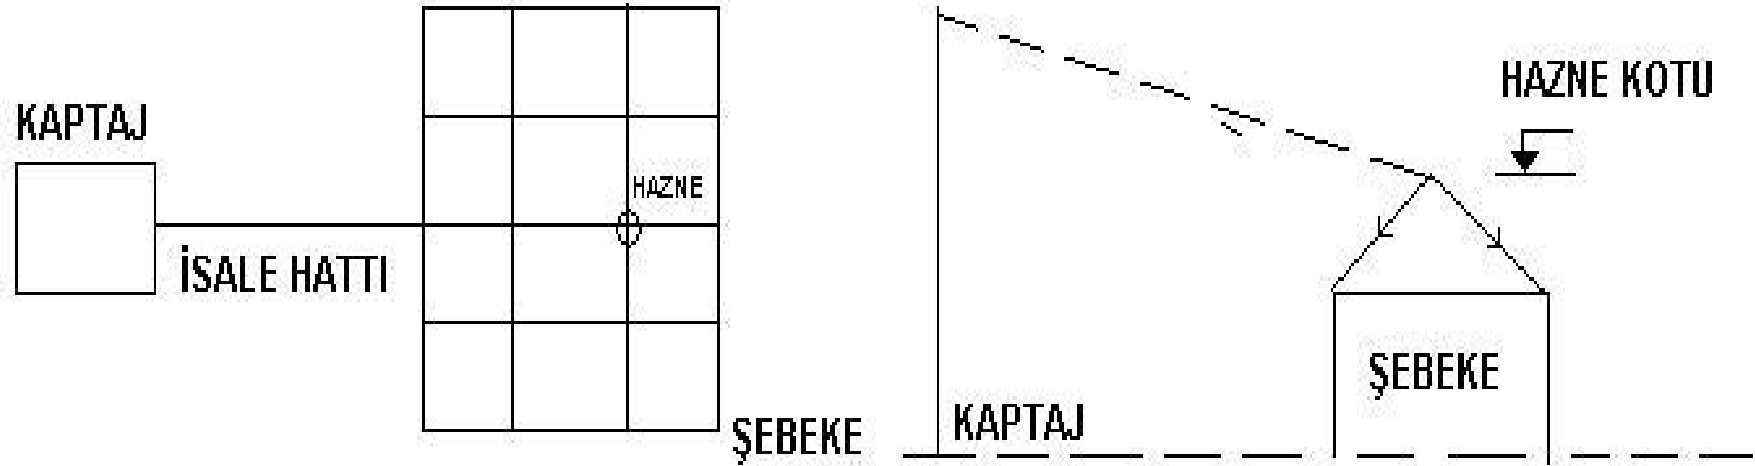 KAPTAJ
İSALE HATTI
HAZNE
ŞEBEKE
HAZNE KOTU
ŞEBEKE
KAPTAJ